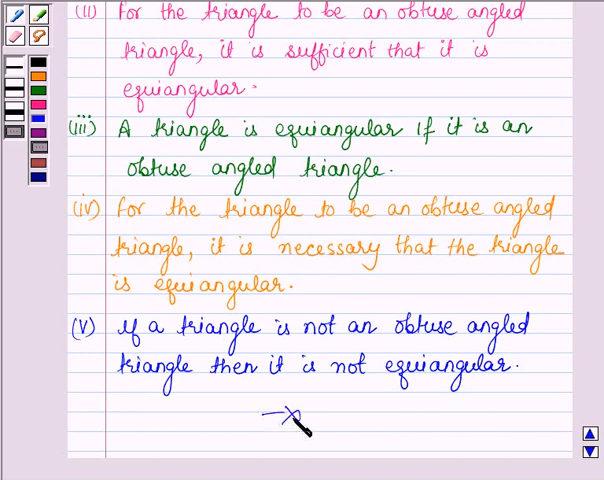 (ii) For the triangle to be an obtuse angled
triangle, it is sufficient that it is
equiangular.
(iii) A triangle is equiangular if it is an
obtuse angled triangle.
(iv) For the triangle to be an obtuse angled
triangle, it is necessary that the triangle
is equiangular.
(v) If a triangle is not an obtuse angled
triangle then it is not equiangular.